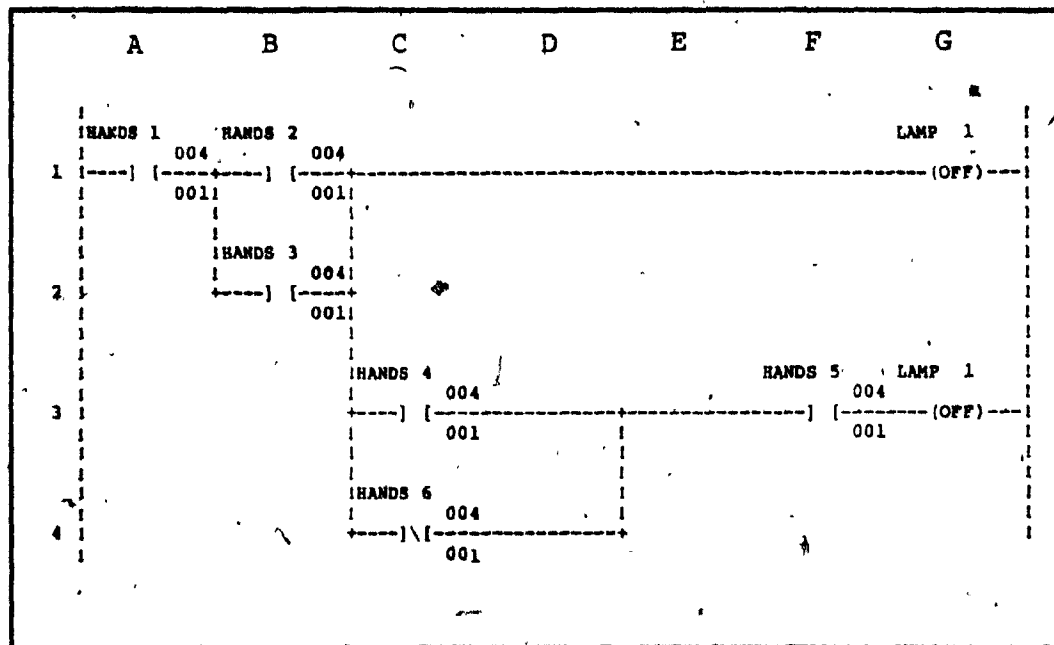 A B C D E F G
HANDS 1 HANDS 2 LAMP 1
004 004
1 (OFF)
001 001
HANDS 3
004
2
001
HANDS 4 HANDS 5 LAMP 1
004 004
3 (OFF)
001 001
HANDS 6
004
4
001